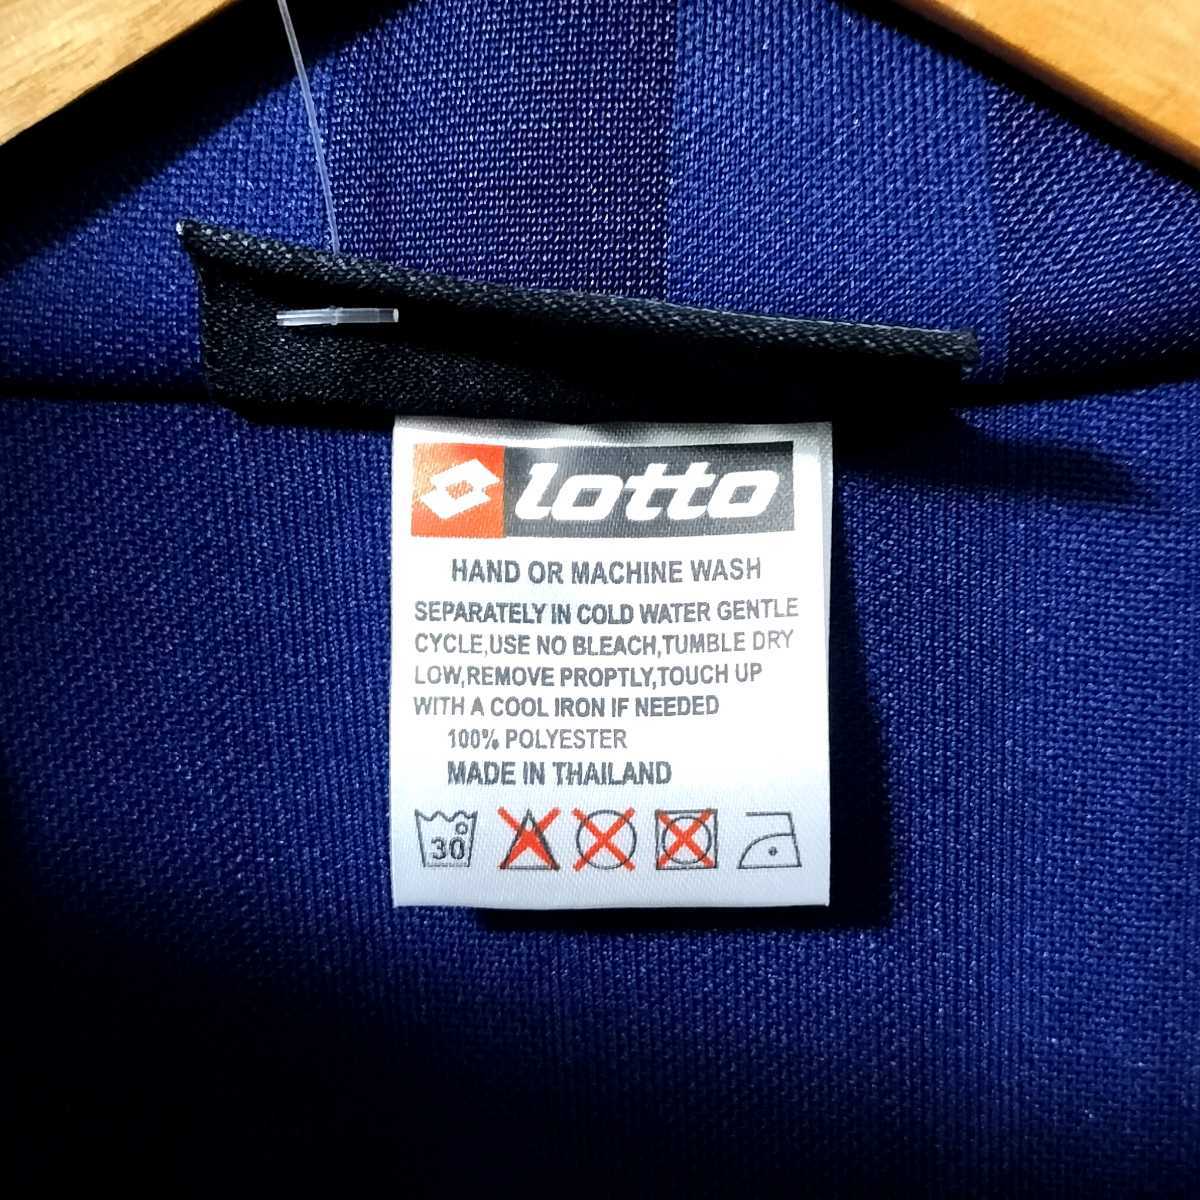 lotto
HAND OR MACHINE WASH
SEPARATELY IN COLD WATER GENTLE
CYCLE,USE NO BLEACH,TUMBLE DRY
LOW,REMOVE PROPTLY,TOUCH UP
WITH A COOL IRON IF NEEDED
100% POLYESTER
MADE IN THAILAND
30°